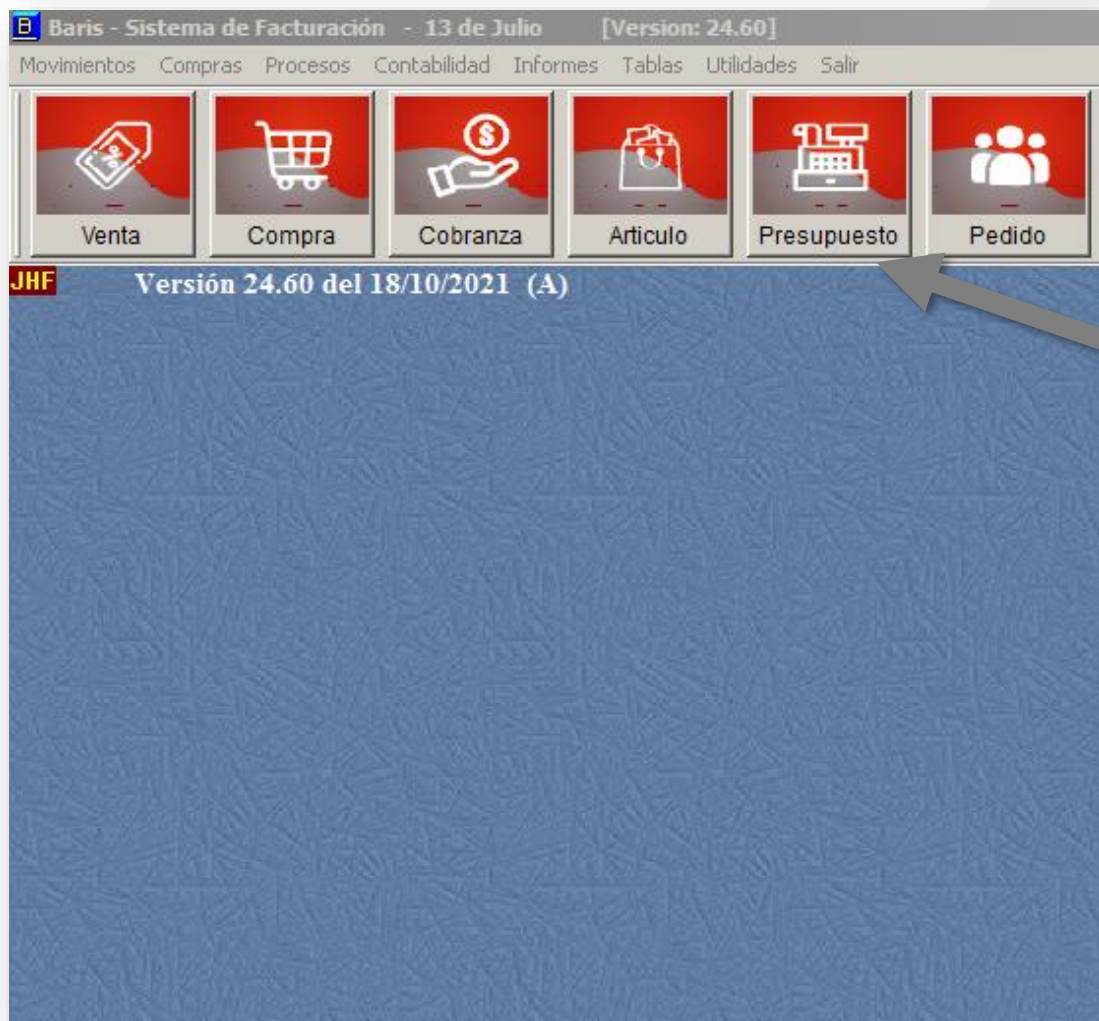 B Baris - Sistema de Facturación - 13 de Julio [Version: 24.60]
Movimientos Compras Procesos Contabilidad Informes Tablas Utilidades Salir
Venta Compra Cobranza Articulo Presupuesto Pedido
JHF Versión 24.60 del 18/10/2021 (A)